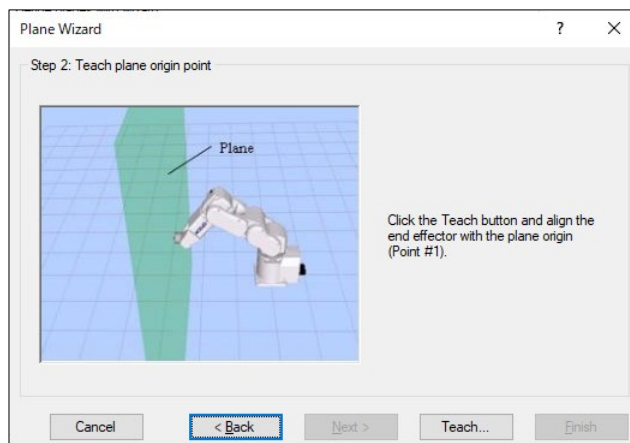 Plane Wizard
?
Step 2: Teach plane origin point
Plane
Click the Teach button and align the
end effector with the plane origin
(Point #1).
Cancel
< Back
Next >
Teach...
Finish